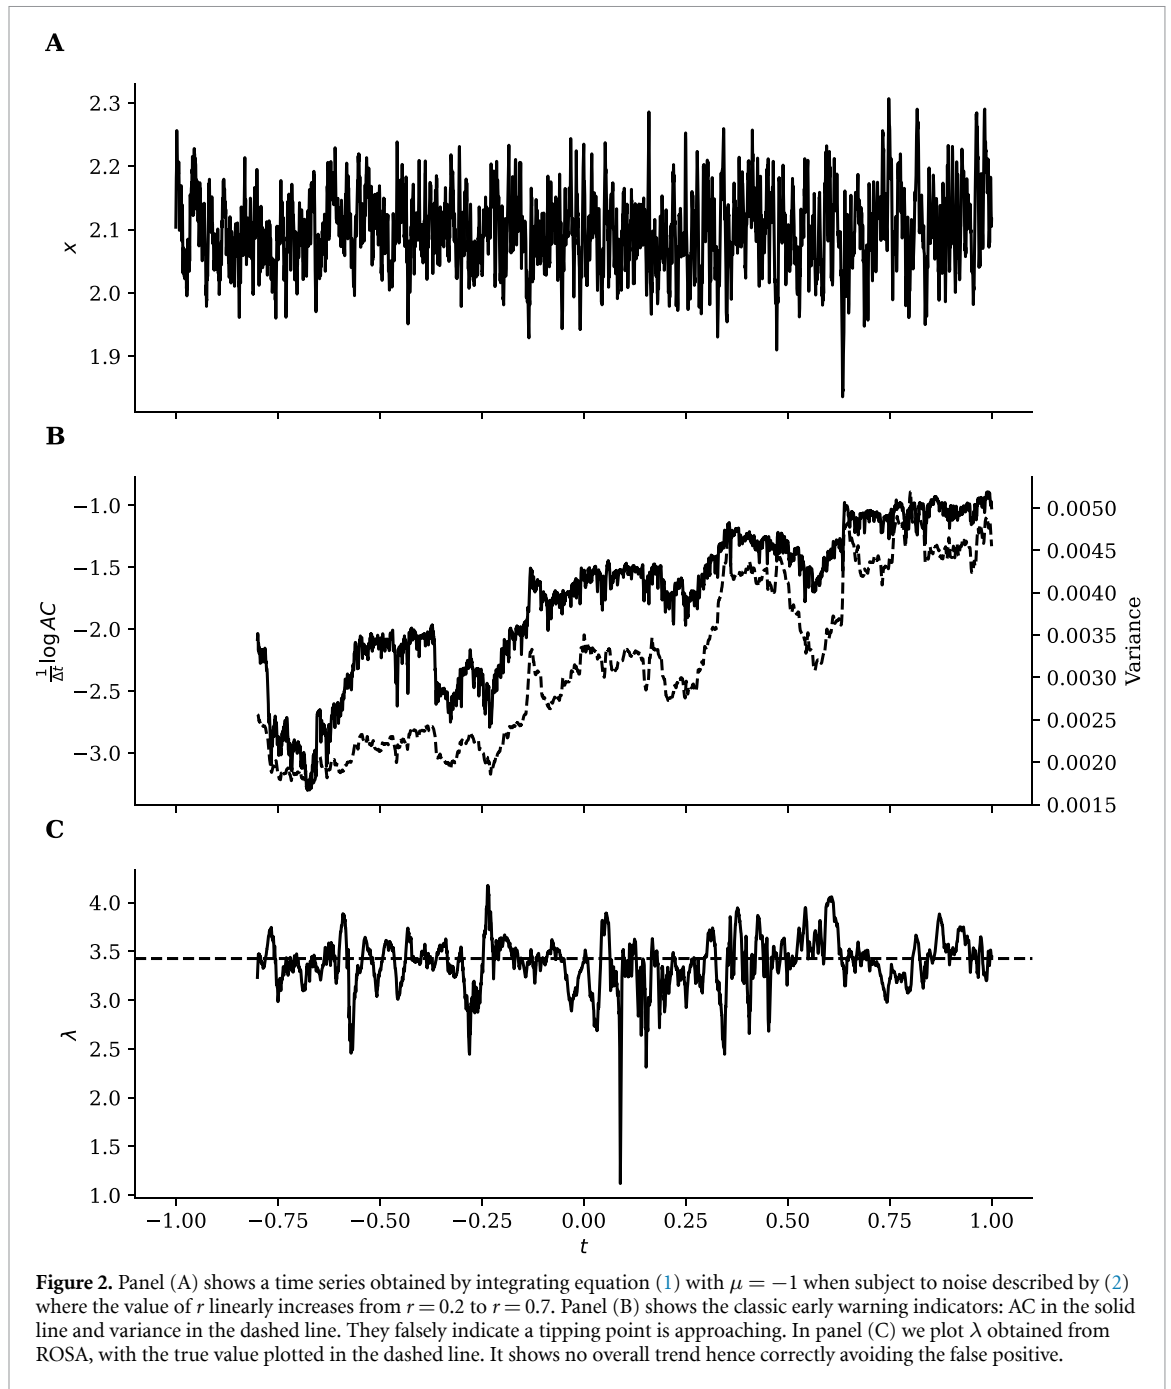 A
2.3
2.2
2.1
2.0
1.9
x
B
−1.0
−1.5
−2.0
−2.5
−3.0
1/Δt log AC
0.0050
0.0045
0.0040
0.0035
0.0030
0.0025
0.0020
0.0015
Variance
C
4.0
3.5
3.0
2.5
2.0
1.5
1.0
λ
−1.00 −0.75 −0.50 −0.25 0.00 0.25 0.50 0.75 1.00
t
Figure 2. Panel (A) shows a time series obtained by integrating equation (1) with μ = −1 when subject to noise described by (2)
where the value of r linearly increases from r = 0.2 to r = 0.7. Panel (B) shows the classic early warning indicators: AC in the solid
line and variance in the dashed line. They falsely indicate a tipping point is approaching. In panel (C) we plot λ obtained from
ROSA, with the true value plotted in the dashed line. It shows no overall trend hence correctly avoiding the false positive.